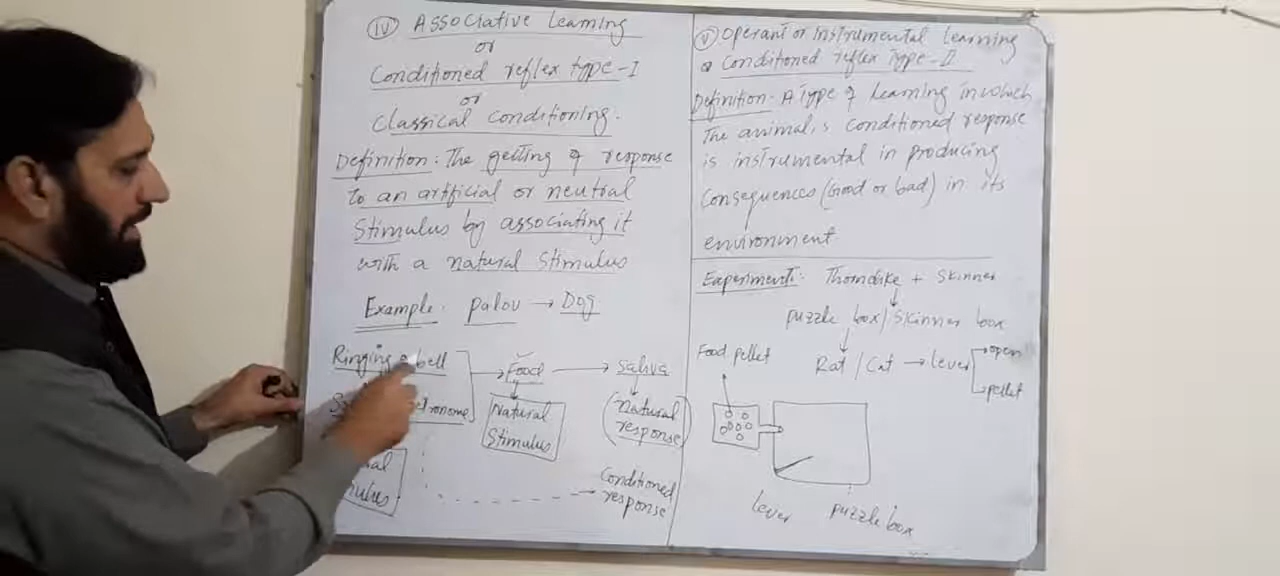 (iv) Associative Learning
or
Conditioned reflex type-I
or
Classical conditioning.
Definition: The getting of response
to an artificial or neutral
Stimulus by associating it
with a natural Stimulus
Example. Palov → Dog
Ringing a bell → Food → Saliva
Natural Stimulus
(Natural response)
Conditioned response
(v) Operant or instrumental Learning
or Conditioned reflex Type-II
Definition: A Type of Learning in which
The animal,s conditioned response
is instrumental in producing
Consequences (Good or bad) in its
environment
Experiment: Thorndike + Skinner
puzzle box/Skinner box
Food pellet
Rat / Cat → lever
open
pellet
lever
puzzle box